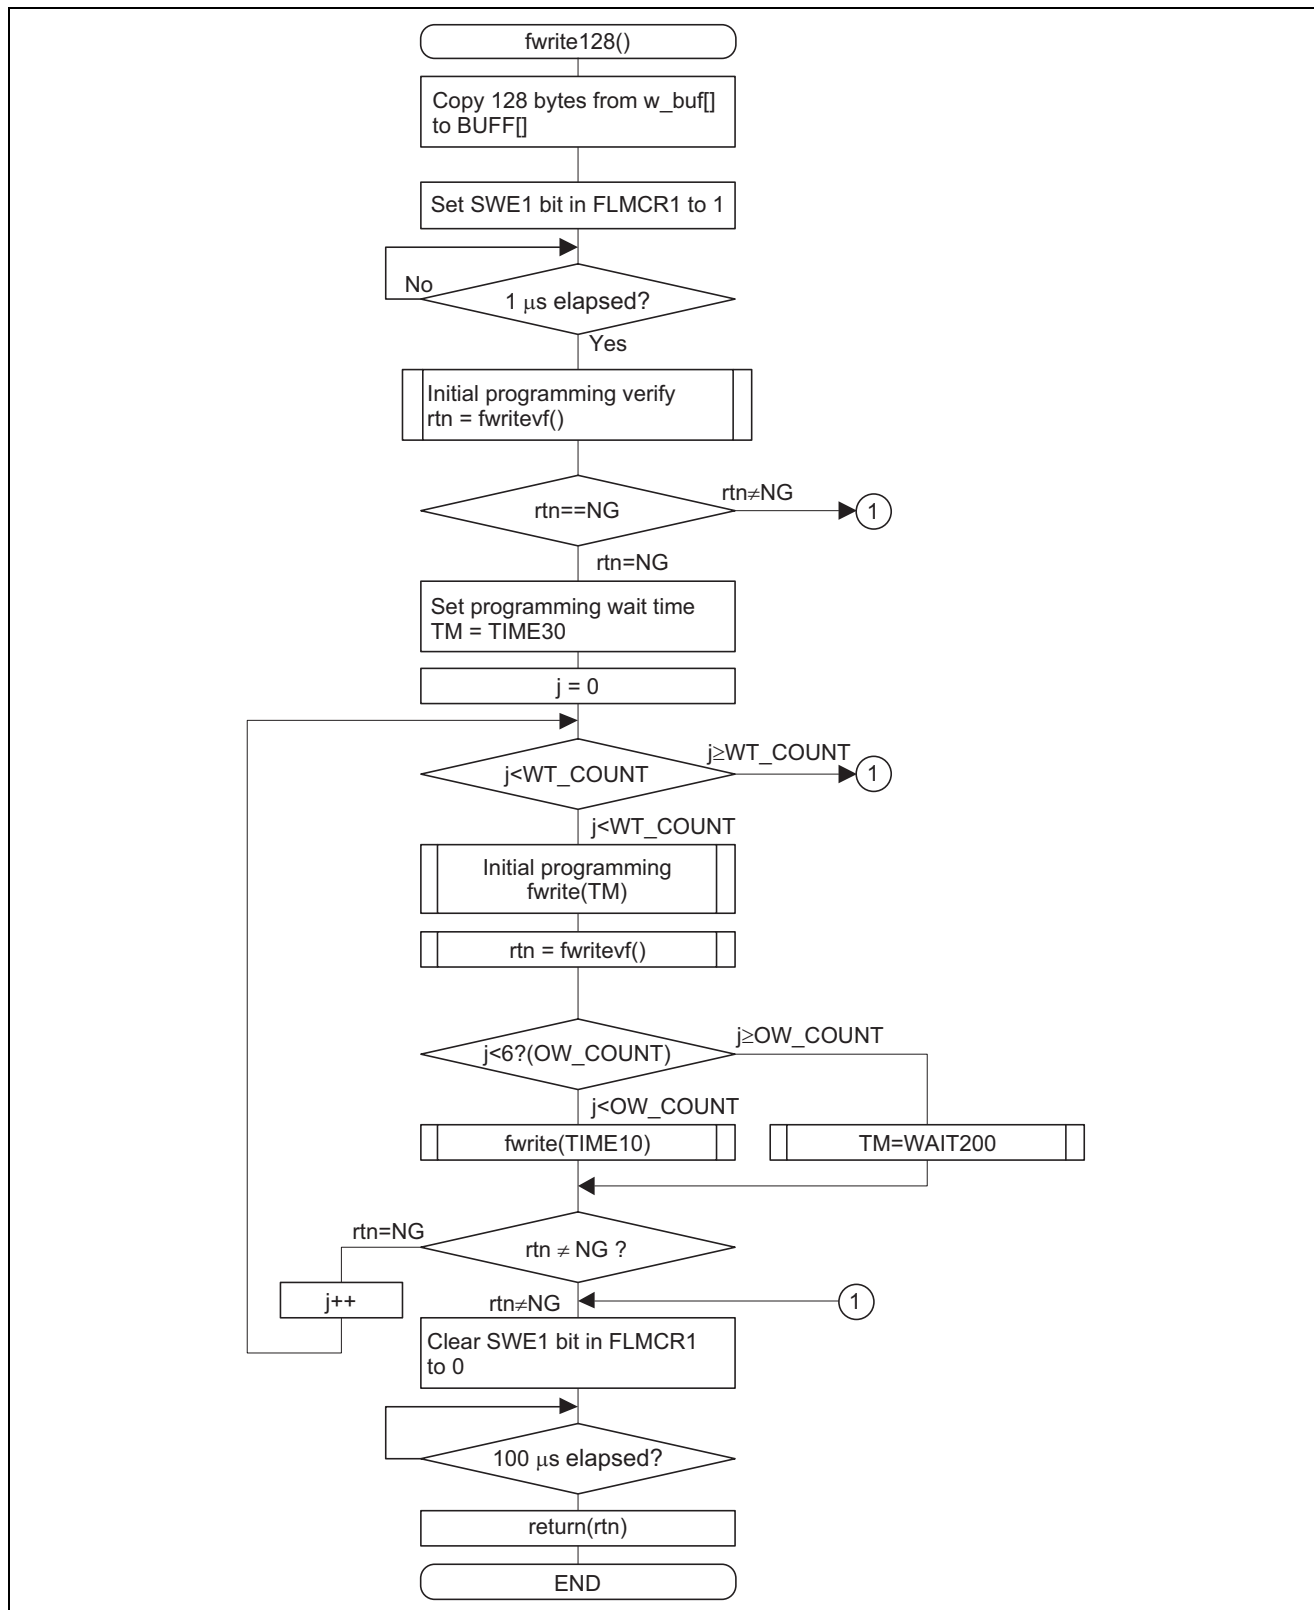 fwrite128()
Copy 128 bytes from w_buf[]
to BUFF[]
Set SWE1 bit in FLMCR1 to 1
No
1 μs elapsed?
Yes
Initial programming verify
rtn = fwritevf()
rtn≠NG
rtn==NG
1
rtn=NG
Set programming wait time
TM = TIME30
j = 0
j≥WT_COUNT
j<WT_COUNT
1
j<WT_COUNT
Initial programming
fwrite(TM)
rtn = fwritevf()
j≥OW_COUNT
j<6?(OW_COUNT)
j<OW_COUNT
fwrite(TIME10)
TM=WAIT200
rtn=NG
rtn ≠ NG ?
j++
rtn≠NG
1
Clear SWE1 bit in FLMCR1
to 0
100 μs elapsed?
return(rtn)
END